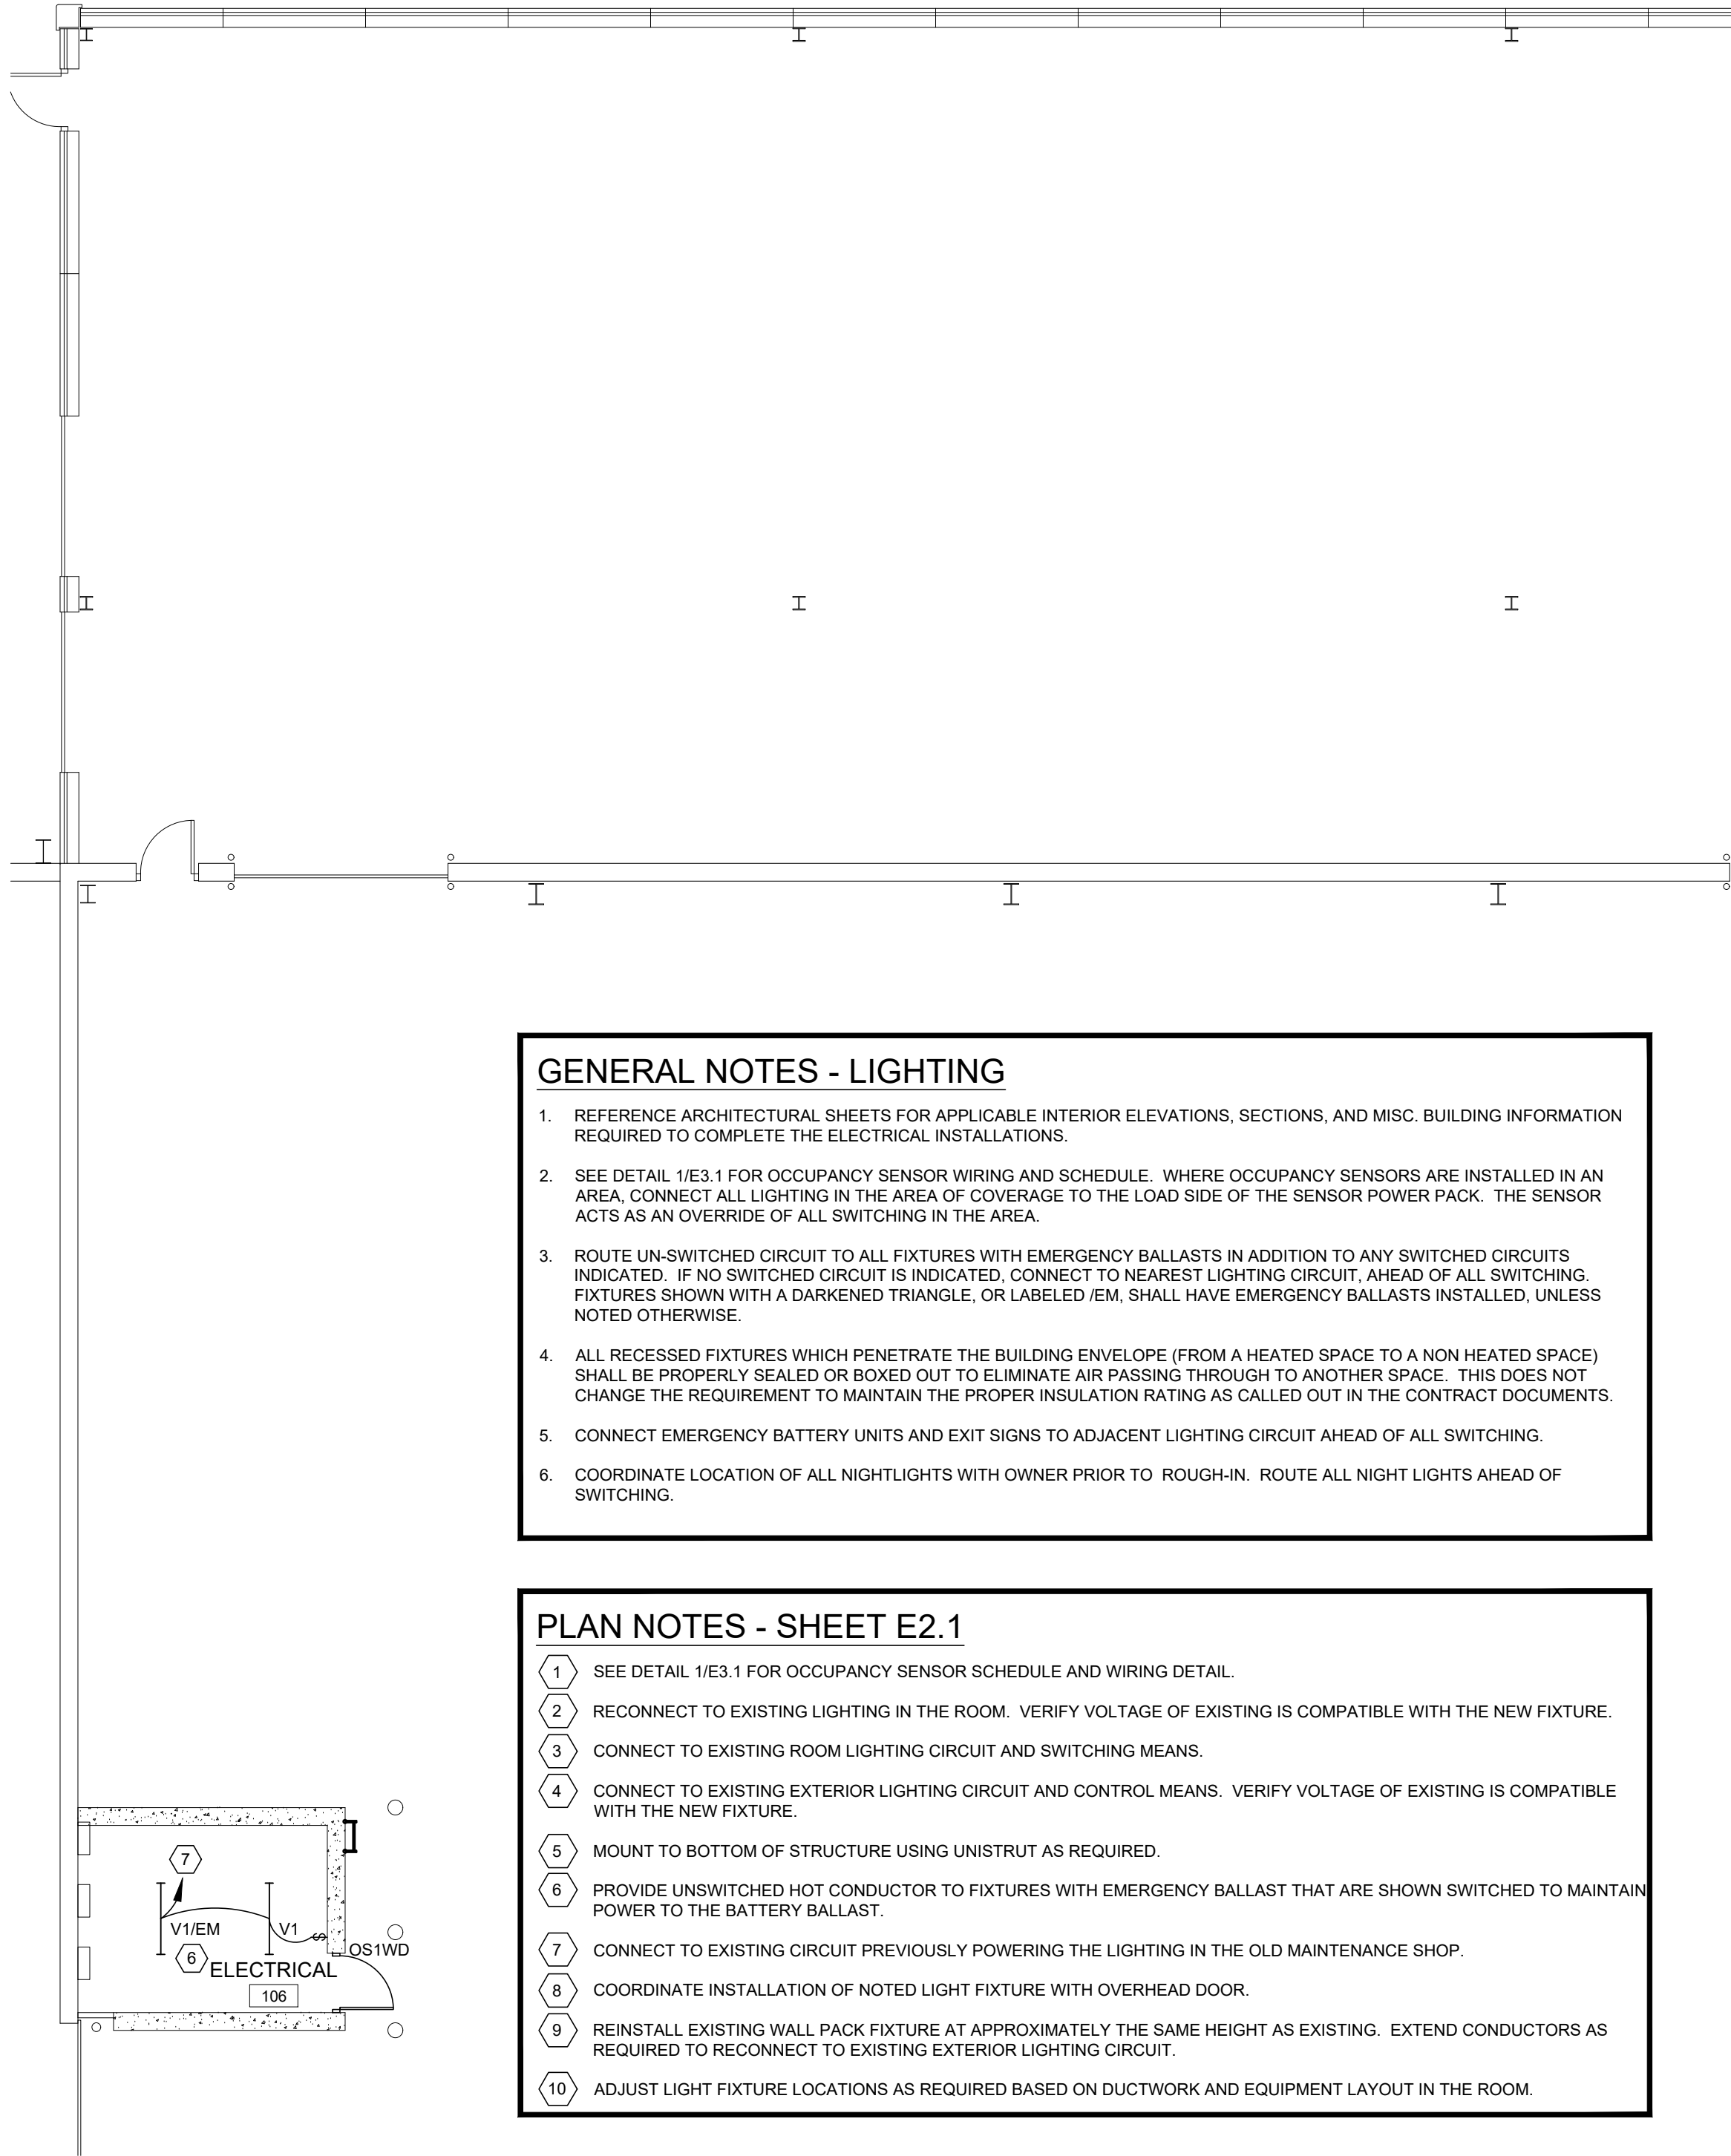 GENERAL NOTES - LIGHTING
1. REFERENCE ARCHITECTURAL SHEETS FOR APPLICABLE INTERIOR ELEVATIONS, SECTIONS, AND MISC. BUILDING INFORMATION
REQUIRED TO COMPLETE THE ELECTRICAL INSTALLATIONS.
2. SEE DETAIL 1/E3.1 FOR OCCUPANCY SENSOR WIRING AND SCHEDULE. WHERE OCCUPANCY SENSORS ARE INSTALLED IN AN
AREA, CONNECT ALL LIGHTING IN THE AREA OF COVERAGE TO THE LOAD SIDE OF THE SENSOR POWER PACK. THE SENSOR
ACTS AS AN OVERRIDE OF ALL SWITCHING IN THE AREA.
3. ROUTE UN-SWITCHED CIRCUIT TO ALL FIXTURES WITH EMERGENCY BALLASTS IN ADDITION TO ANY SWITCHED CIRCUITS
INDICATED. IF NO SWITCHED CIRCUIT IS INDICATED, CONNECT TO NEAREST LIGHTING CIRCUIT, AHEAD OF ALL SWITCHING.
FIXTURES SHOWN WITH A DARKENED TRIANGLE, OR LABELED /EM, SHALL HAVE EMERGENCY BALLASTS INSTALLED, UNLESS
NOTED OTHERWISE.
4. ALL RECESSED FIXTURES WHICH PENETRATE THE BUILDING ENVELOPE (FROM A HEATED SPACE TO A NON HEATED SPACE)
SHALL BE PROPERLY SEALED OR BOXED OUT TO ELIMINATE AIR PASSING THROUGH TO ANOTHER SPACE. THIS DOES NOT
CHANGE THE REQUIREMENT TO MAINTAIN THE PROPER INSULATION RATING AS CALLED OUT IN THE CONTRACT DOCUMENTS.
5. CONNECT EMERGENCY BATTERY UNITS AND EXIT SIGNS TO ADJACENT LIGHTING CIRCUIT AHEAD OF ALL SWITCHING.
6. COORDINATE LOCATION OF ALL NIGHTLIGHTS WITH OWNER PRIOR TO ROUGH-IN. ROUTE ALL NIGHT LIGHTS AHEAD OF
SWITCHING.
PLAN NOTES - SHEET E2.1
1 SEE DETAIL 1/E3.1 FOR OCCUPANCY SENSOR SCHEDULE AND WIRING DETAIL.
2 RECONNECT TO EXISTING LIGHTING IN THE ROOM. VERIFY VOLTAGE OF EXISTING IS COMPATIBLE WITH THE NEW FIXTURE.
3 CONNECT TO EXISTING ROOM LIGHTING CIRCUIT AND SWITCHING MEANS.
4 CONNECT TO EXISTING EXTERIOR LIGHTING CIRCUIT AND CONTROL MEANS. VERIFY VOLTAGE OF EXISTING IS COMPATIBLE
WITH THE NEW FIXTURE.
5 MOUNT TO BOTTOM OF STRUCTURE USING UNISTRUT AS REQUIRED.
6 PROVIDE UNSWITCHED HOT CONDUCTOR TO FIXTURES WITH EMERGENCY BALLAST THAT ARE SHOWN SWITCHED TO MAINTAIN
POWER TO THE BATTERY BALLAST.
7 CONNECT TO EXISTING CIRCUIT PREVIOUSLY POWERING THE LIGHTING IN THE OLD MAINTENANCE SHOP.
8 COORDINATE INSTALLATION OF NOTED LIGHT FIXTURE WITH OVERHEAD DOOR.
9 REINSTALL EXISTING WALL PACK FIXTURE AT APPROXIMATELY THE SAME HEIGHT AS EXISTING. EXTEND CONDUCTORS AS
REQUIRED TO RECONNECT TO EXISTING EXTERIOR LIGHTING CIRCUIT.
10 ADJUST LIGHT FIXTURE LOCATIONS AS REQUIRED BASED ON DUCTWORK AND EQUIPMENT LAYOUT IN THE ROOM.
7
V1/EM
V1
S
OS1WD
6
ELECTRICAL
106